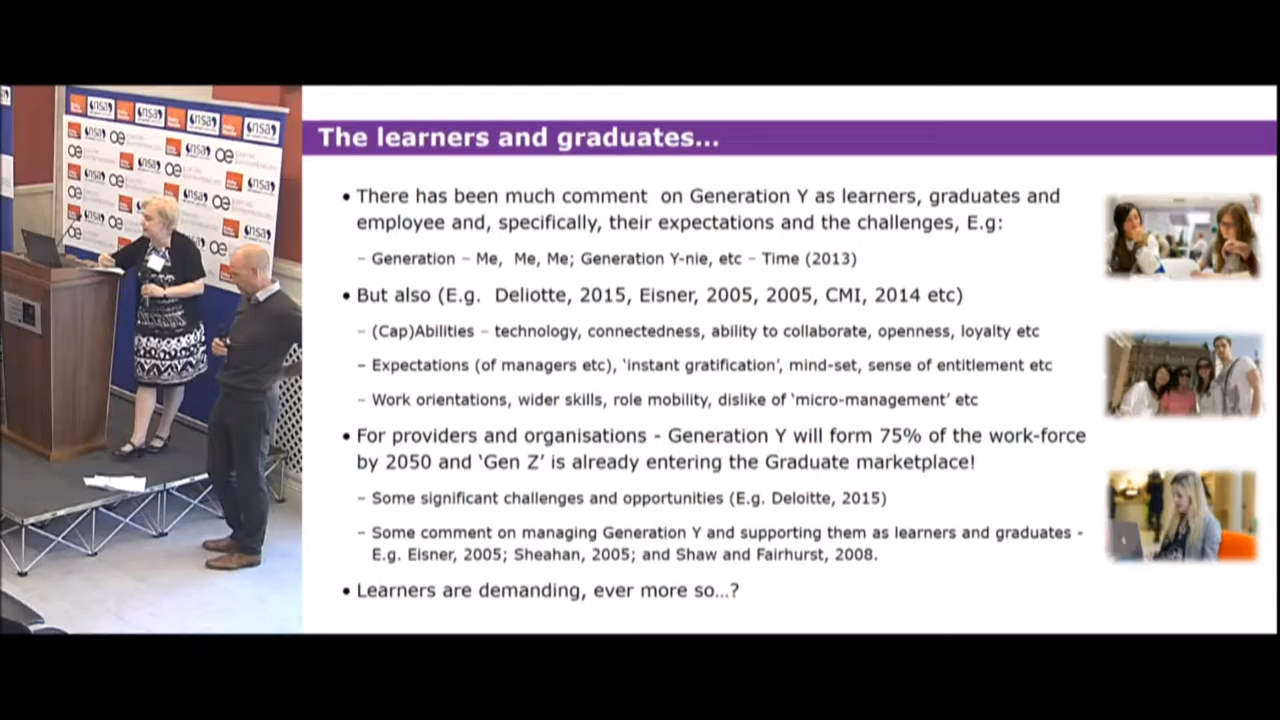 nsa
nsa
nsa
nsa
The learners and graduates...
• There has been much comment  on Generation Y as learners, graduates and
employee and, specifically, their expectations and the challenges, E.g:
– Generation – Me,  Me, Me; Generation Y-nie, etc – Time (2013)
• But also (E.g.  Deliotte, 2015, Eisner, 2005, 2005, CMI, 2014 etc)
– (Cap)Abilities – technology, connectedness, ability to collaborate, openness, loyalty etc
– Expectations (of managers etc), ‘instant gratification’, mind-set, sense of entitlement etc
– Work orientations, wider skills, role mobility, dislike of ‘micro-management’ etc
• For providers and organisations - Generation Y will form 75% of the work-force
by 2050 and ‘Gen Z’ is already entering the Graduate marketplace!
– Some significant challenges and opportunities (E.g. Deloitte, 2015)
– Some comment on managing Generation Y and supporting them as learners and graduates -
E.g. Eisner, 2005; Sheahan, 2005; and Shaw and Fairhurst, 2008.
• Learners are demanding, ever more so...?